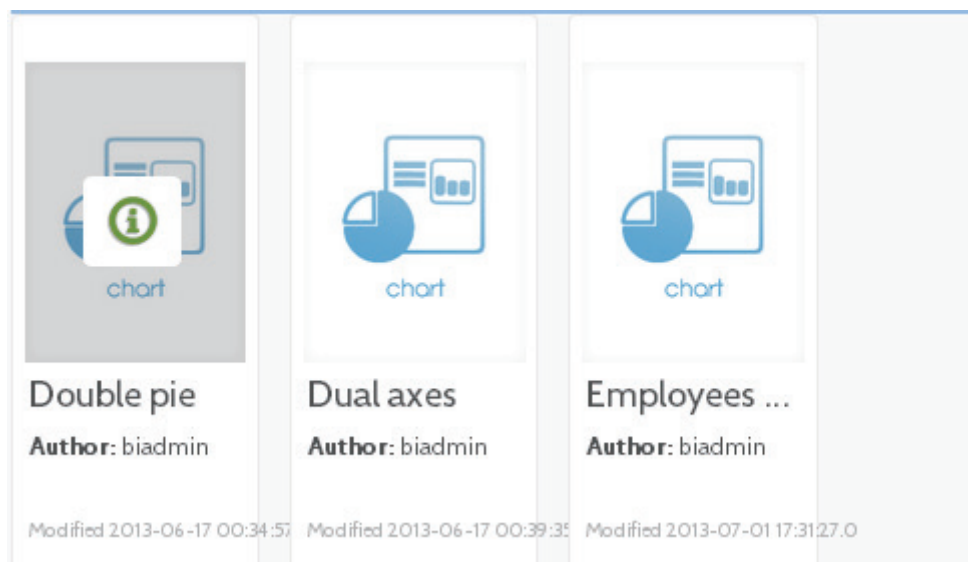 chart
Double pie
Author: biadmin
Modified 2013-06-17 00:34:57
chart
Dual axes
Author: biadmin
Modified 2013-06-17 00:39:35
chart
Employees ...
Author: biadmin
Modified 2013-07-01 17:31:27.0